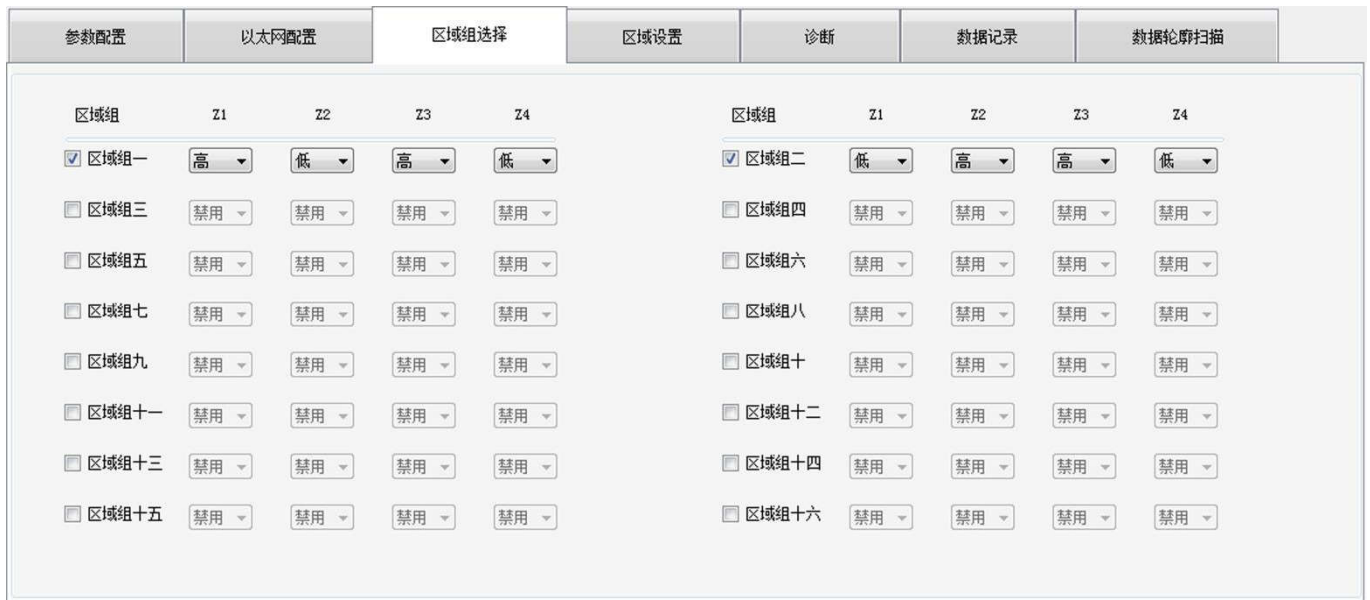 参数配置 以太网配置 区域组选择 区域设置 诊断 数据记录 数据轮廓扫描
区域组 Z1 Z2 Z3 Z4 区域组 Z1 Z2 Z3 Z4
区域组一 高 低 高 低 区域组二 低 高 高 低
区域组三 禁用 禁用 禁用 禁用 区域组四 禁用 禁用 禁用 禁用
区域组五 禁用 禁用 禁用 禁用 区域组六 禁用 禁用 禁用 禁用
区域组七 禁用 禁用 禁用 禁用 区域组八 禁用 禁用 禁用 禁用
区域组九 禁用 禁用 禁用 禁用 区域组十 禁用 禁用 禁用 禁用
区域组十一 禁用 禁用 禁用 禁用 区域组十二 禁用 禁用 禁用 禁用
区域组十三 禁用 禁用 禁用 禁用 区域组十四 禁用 禁用 禁用 禁用
区域组十五 禁用 禁用 禁用 禁用 区域组十六 禁用 禁用 禁用 禁用